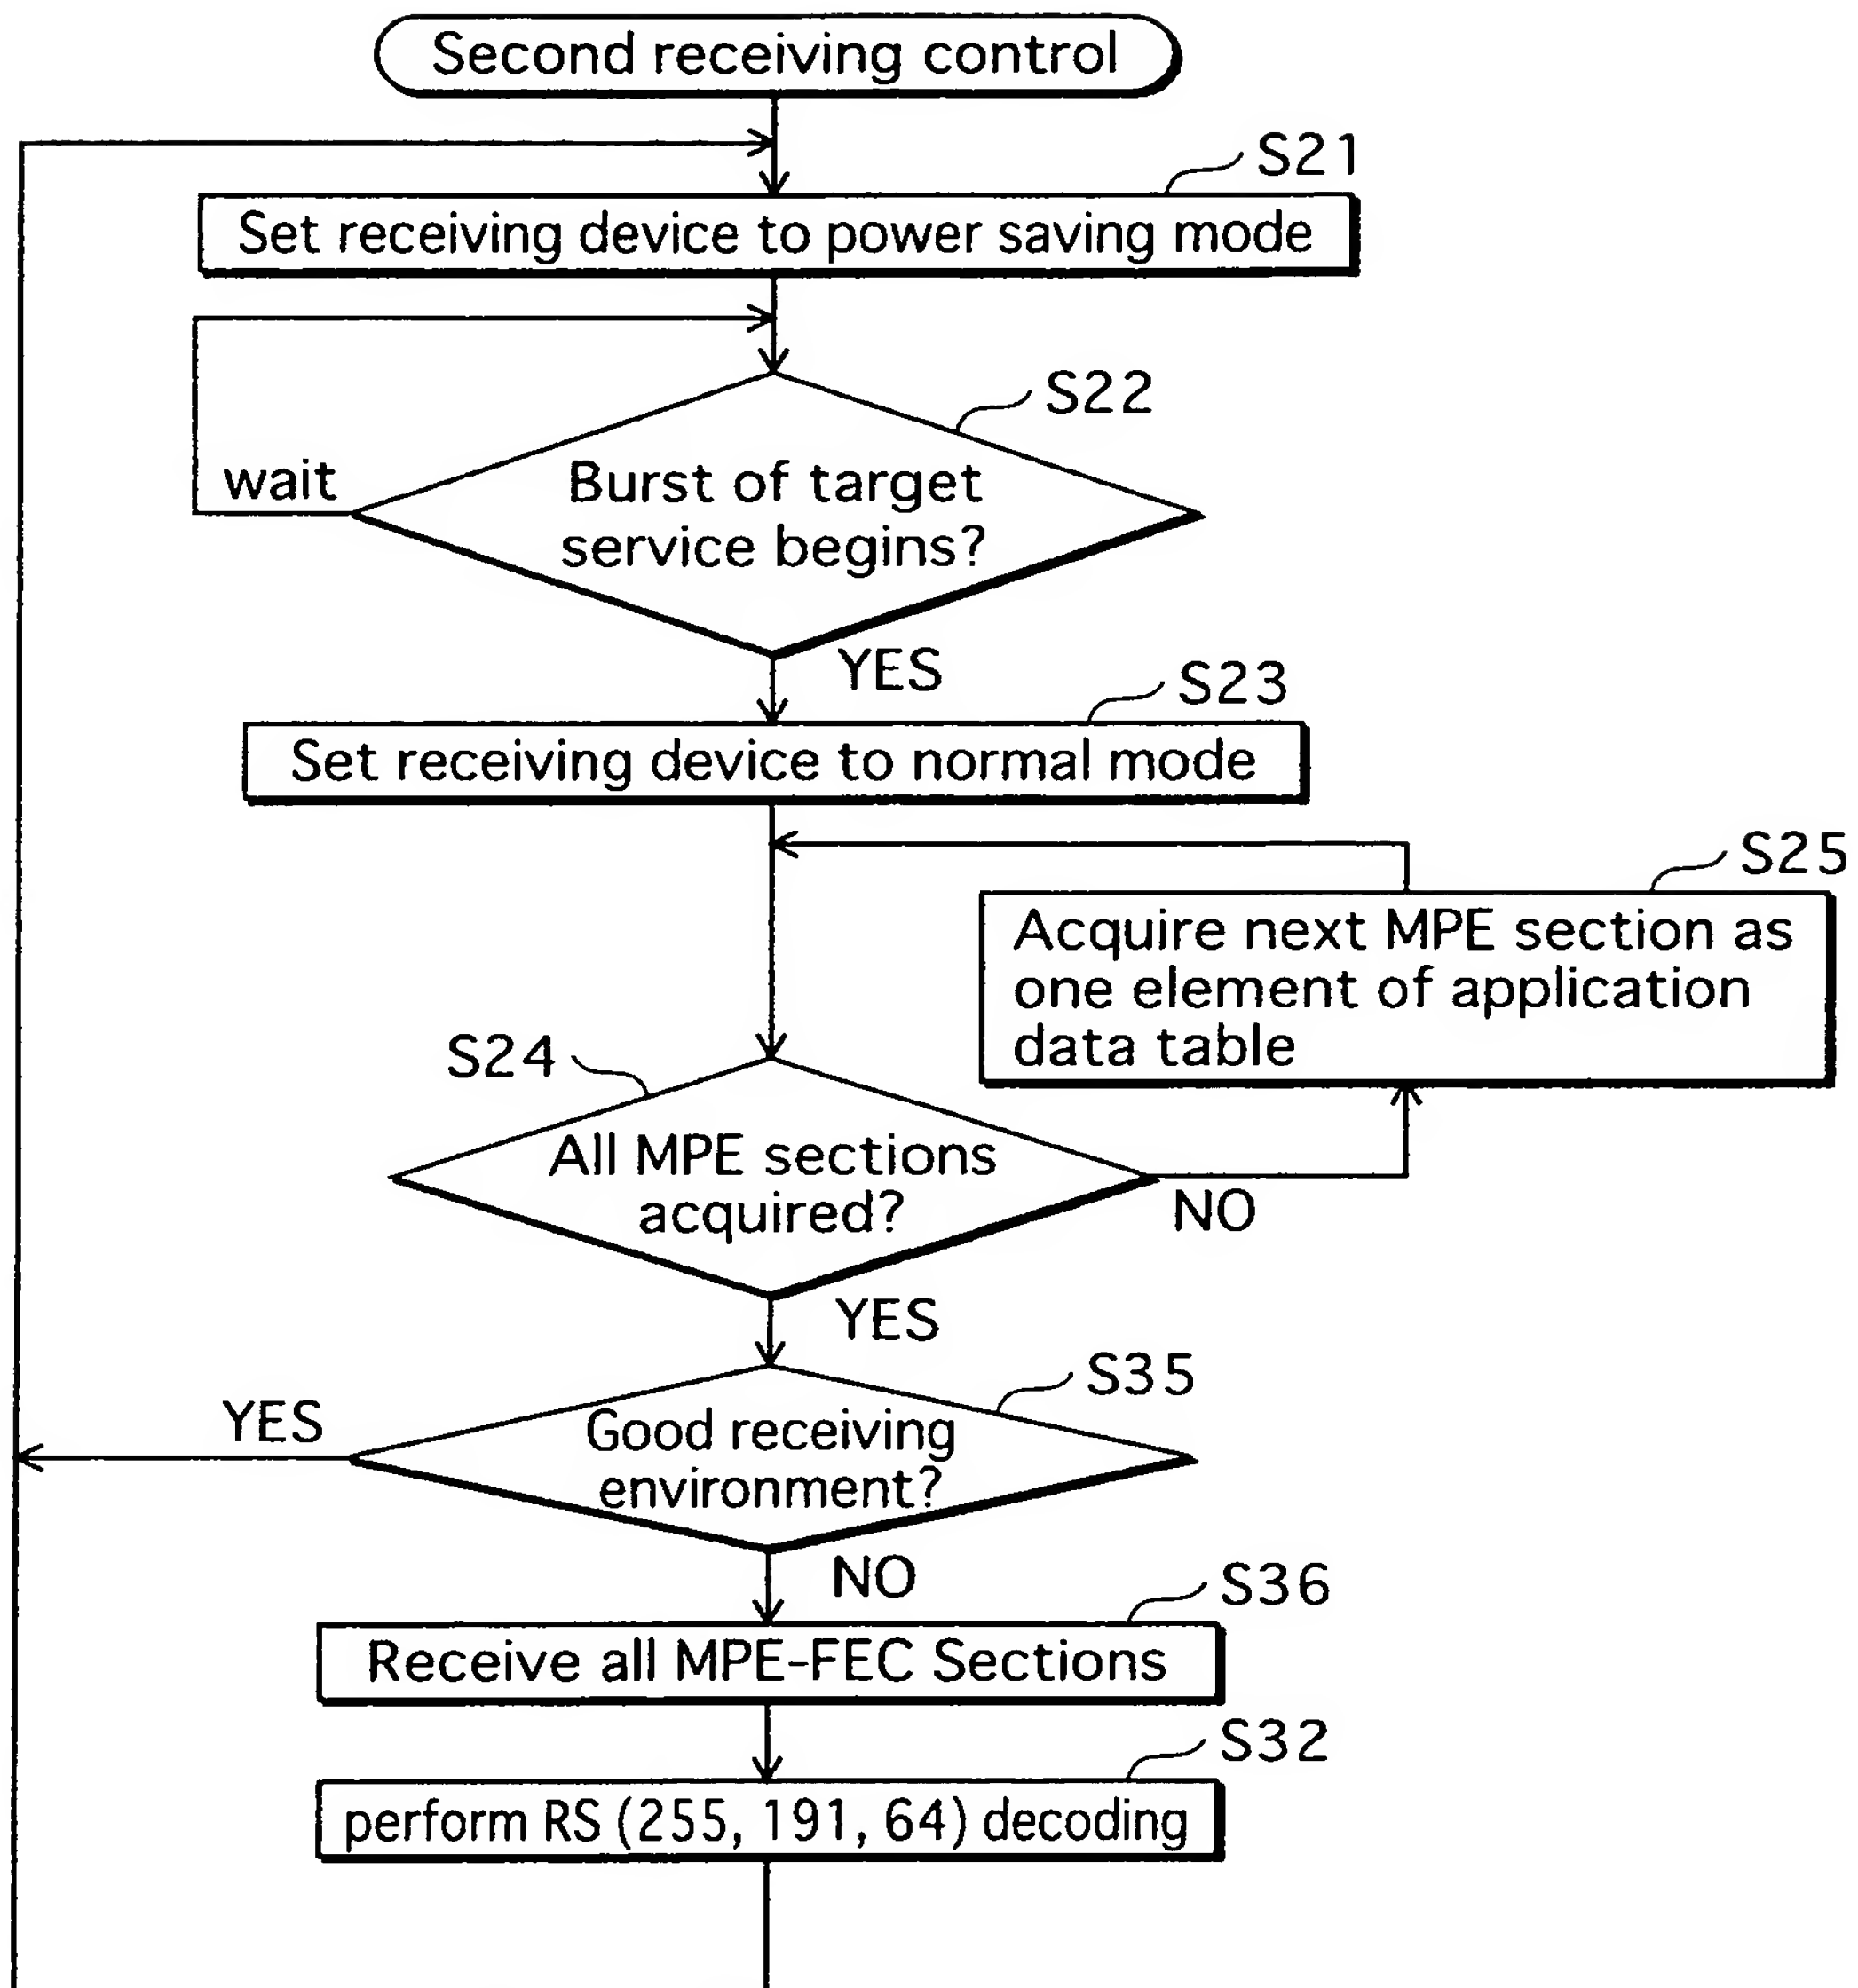 Second receiving control
S21
Set receiving device to power saving mode
S22
wait
Burst of target
service begins?
YES
S23
Set receiving device to normal mode
S25
Acquire next MPE section as
one element of application
data table
S24
All MPE sections
acquired?
NO
YES
S35
YES
Good receiving
environment?
NO
S36
Receive all MPE-FEC Sections
S32
perform RS (255, 191, 64) decoding